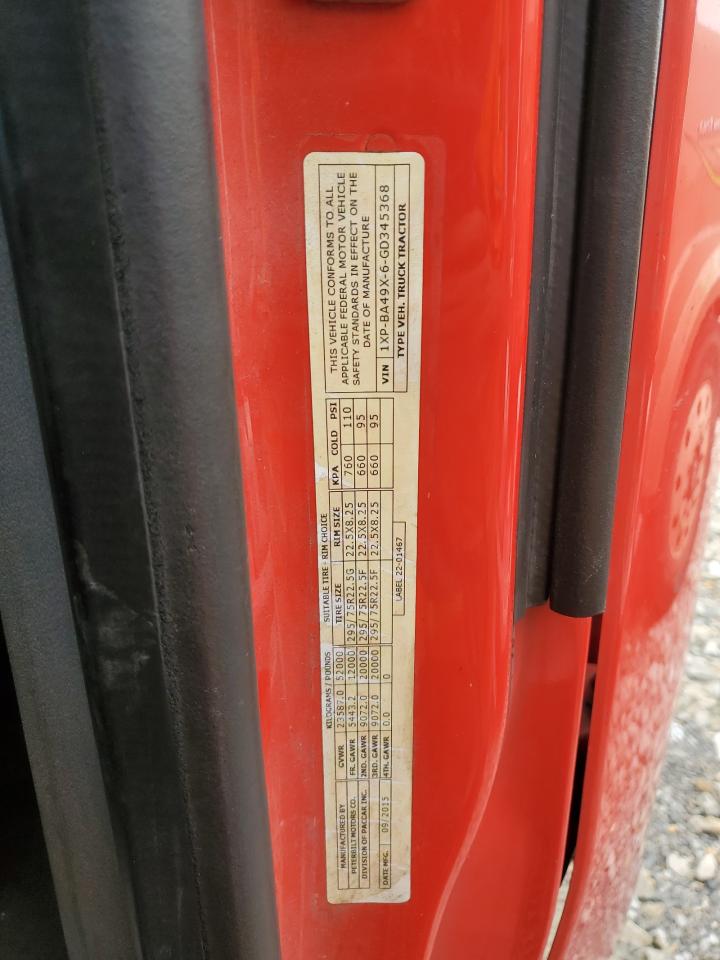 MANUFACTURED BY
PETERBILT MOTORS CO.
DIVISION OF PACCAR INC.
DATE MFG. 09/2015
KILOGRAMS / POUNDS
GVWR 23587.0 52000
FR. GAWR 5443.2 12000
2ND. GAWR 9072.0 20000
3RD. GAWR 9072.0 20000
4TH. GAWR 0.0 0
SUITABLE TIRE - RIM CHOICE
TIRE SIZE RIM SIZE
295/75R22.5G 22.5X8.25
295/75R22.5F 22.5X8.25
295/75R22.5F 22.5X8.25
LABEL 22-01467
KPA COLD PSI
760 110
660 95
660 95
THIS VEHICLE CONFORMS TO ALL
APPLICABLE FEDERAL MOTOR VEHICLE
SAFETY STANDARDS IN EFFECT ON THE
DATE OF MANUFACTURE
VIN 1XP-BA49X-6-GD345368
TYPE VEH. TRUCK TRACTOR